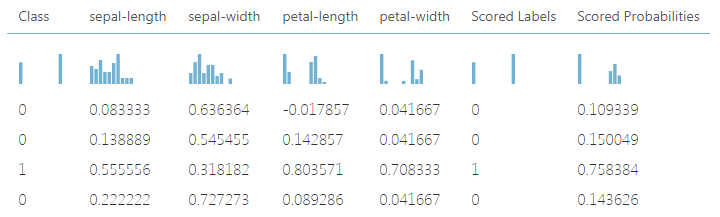 Class sepal-length sepal-width petal-length petal-width Scored Labels Scored Probabilities
0 0.083333 0.636364 -0.017857 0.041667 0 0.109339
0 0.138889 0.545455 0.142857 0.041667 0 0.150049
1 0.555556 0.318182 0.803571 0.708333 1 0.758384
0 0.222222 0.727273 0.089286 0.041667 0 0.143626